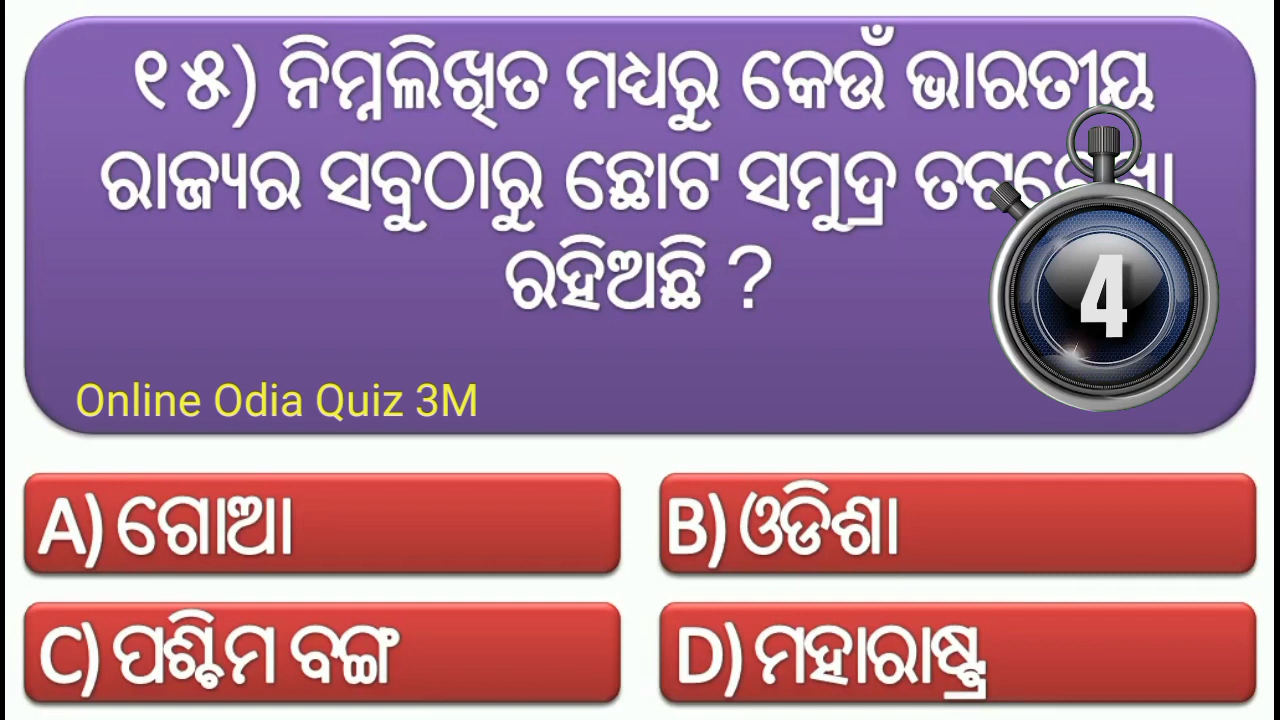 ୧୫) ନିମ୍ନଲିଖିତ ମଧ୍ୟରୁ କେଉଁ ଭାରତୀୟ
ରାଜ୍ୟର ସବୁଠାରୁ ଛୋଟ ସମୁଦ୍ର
ରହିଅଛି ?
4
Online Odia Quiz 3M
A) ଗୋଆ
B) ଓଡିଶା
C) ପଶ୍ଚିମ ବଙ୍ଗ
D) ମହାରାଷ୍ଟ୍ର